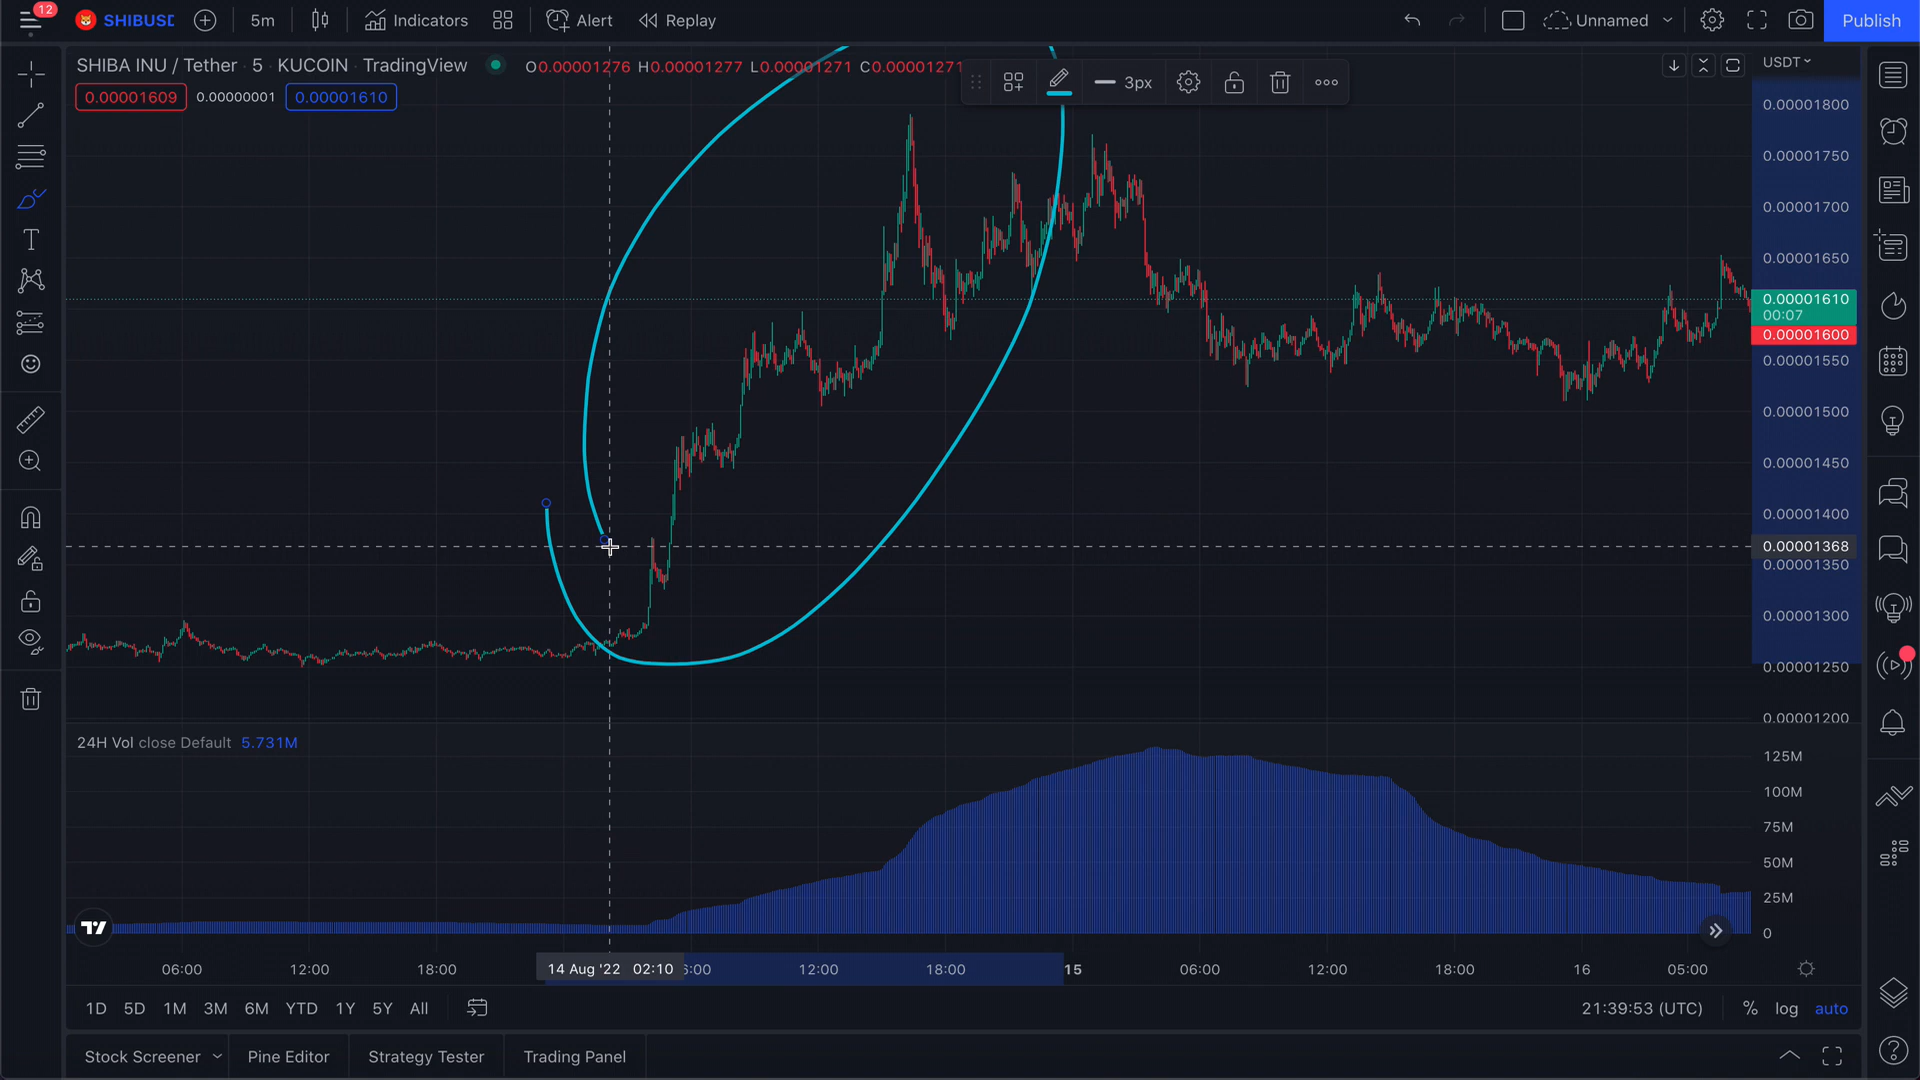 12
SHIBUSD
5m
Indicators
Alert
Replay
Unnamed
Publish
SHIBA INU / Tether · 5 · KUCOIN · TradingView
O0.00001276 H0.00001277 L0.00001271 C0.00001271
3px
USDT
0.00001609 0.00000001 0.00001610
0.00001800
0.00001750
0.00001700
0.00001650
0.00001610
00:07
0.00001600
0.00001550
0.00001500
0.00001450
0.00001400
0.00001368
0.00001350
0.00001300
0.00001250
0.00001200
24H Vol close Default 5.731M
125M
100M
75M
50M
25M
0
06:00 12:00 18:00 14 Aug '22 02:10 6:00 12:00 18:00 15 06:00 12:00 18:00 16 05:00
1D 5D 1M 3M 6M YTD 1Y 5Y All
21:39:53 (UTC) % log auto
Stock Screener Pine Editor Strategy Tester Trading Panel